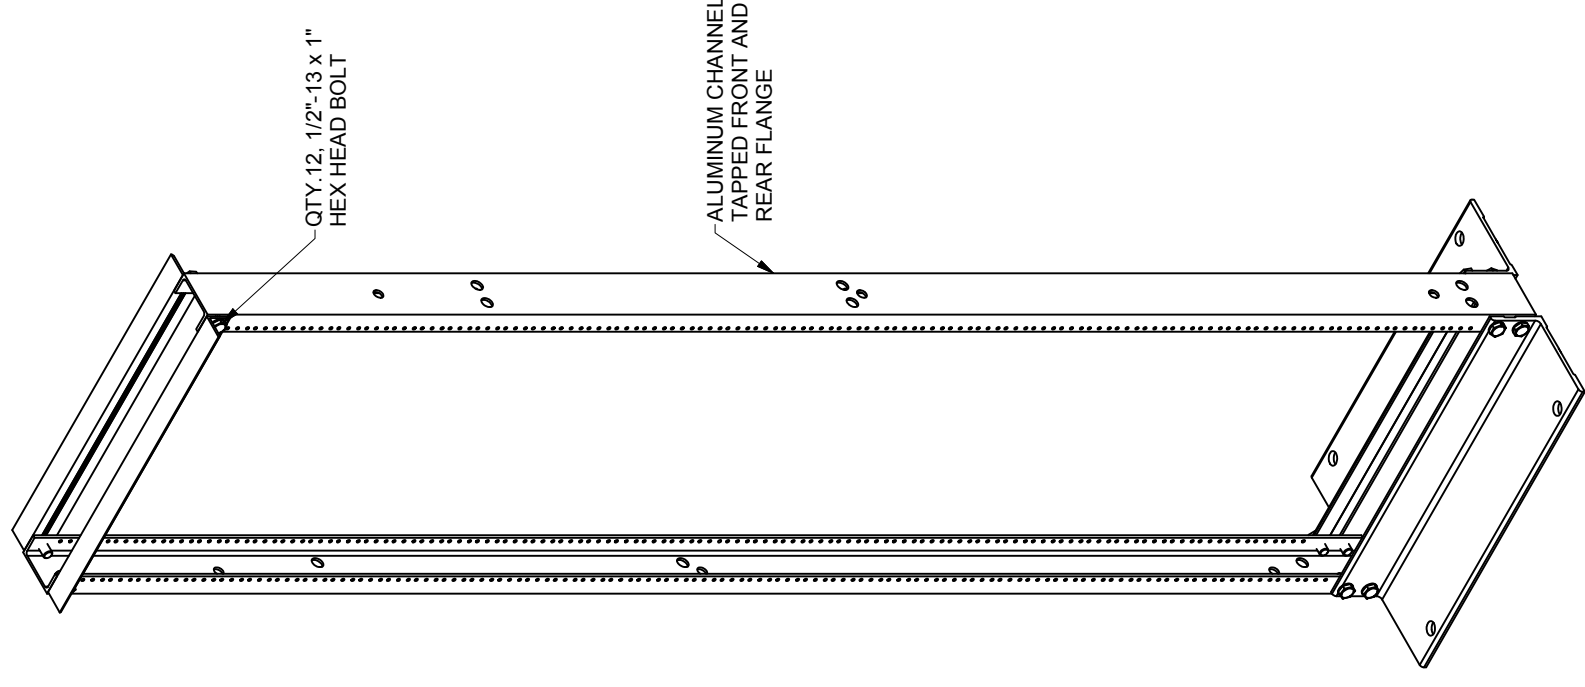 QTY.12, 1/2"-13 x 1"
HEX HEAD BOLT
ALUMINUM CHANNEL
TAPPED FRONT AND
REAR FLANGE